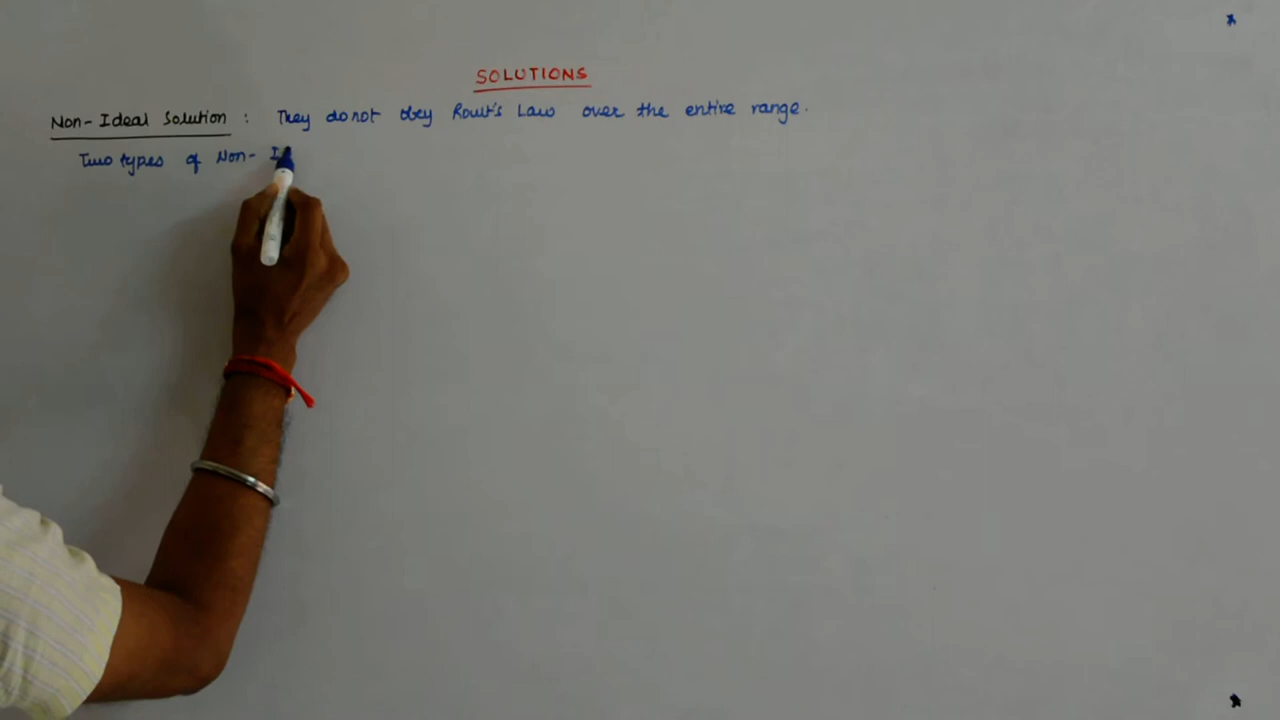 SOLUTIONS
Non-Ideal Solution : They do not obey Roult's Law over the entire range.
Two types of Non-